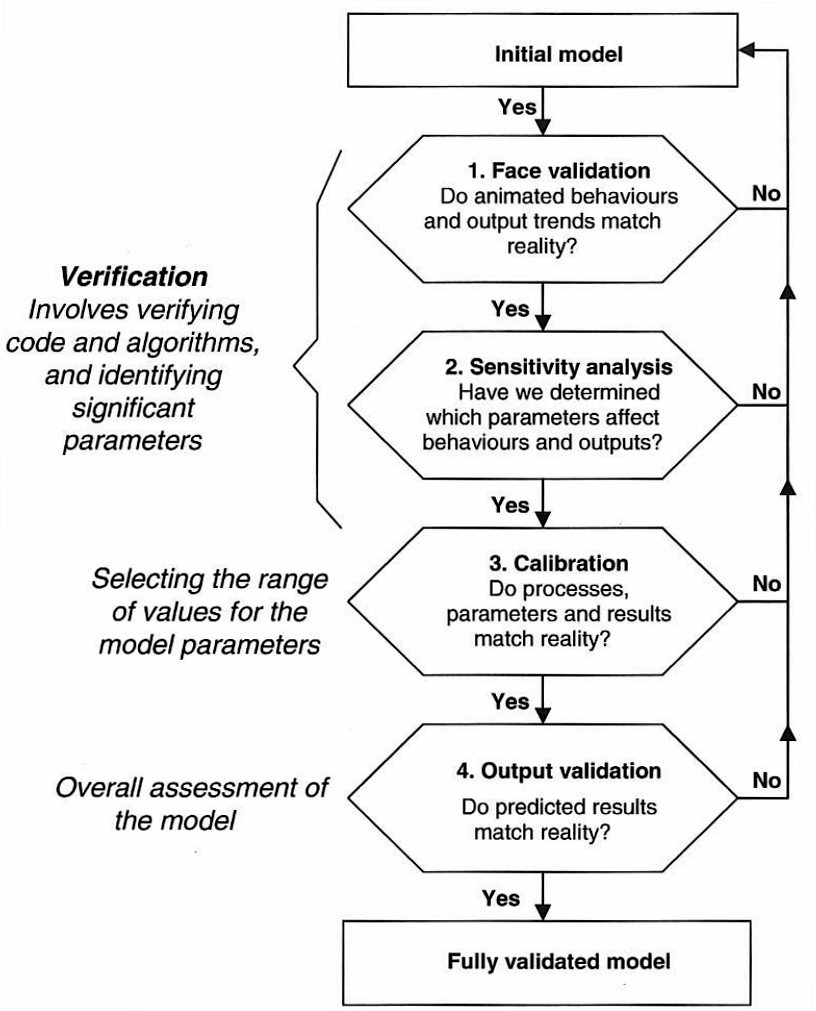 Initial model
Yes
1. Face validation
Do animated behaviours
and output trends match
reality?
No
Yes
Verification
Involves verifying
code and algorithms,
and identifying
significant
parameters
2. Sensitivity analysis
Have we determined
which parameters affect
behaviours and outputs?
No
Yes
Selecting the range
of values for the
model parameters
3. Calibration
Do processes,
parameters and results
match reality?
No
Yes
Overall assessment of
the model
4. Output validation
Do predicted results
match reality?
No
Yes
Fully validated model